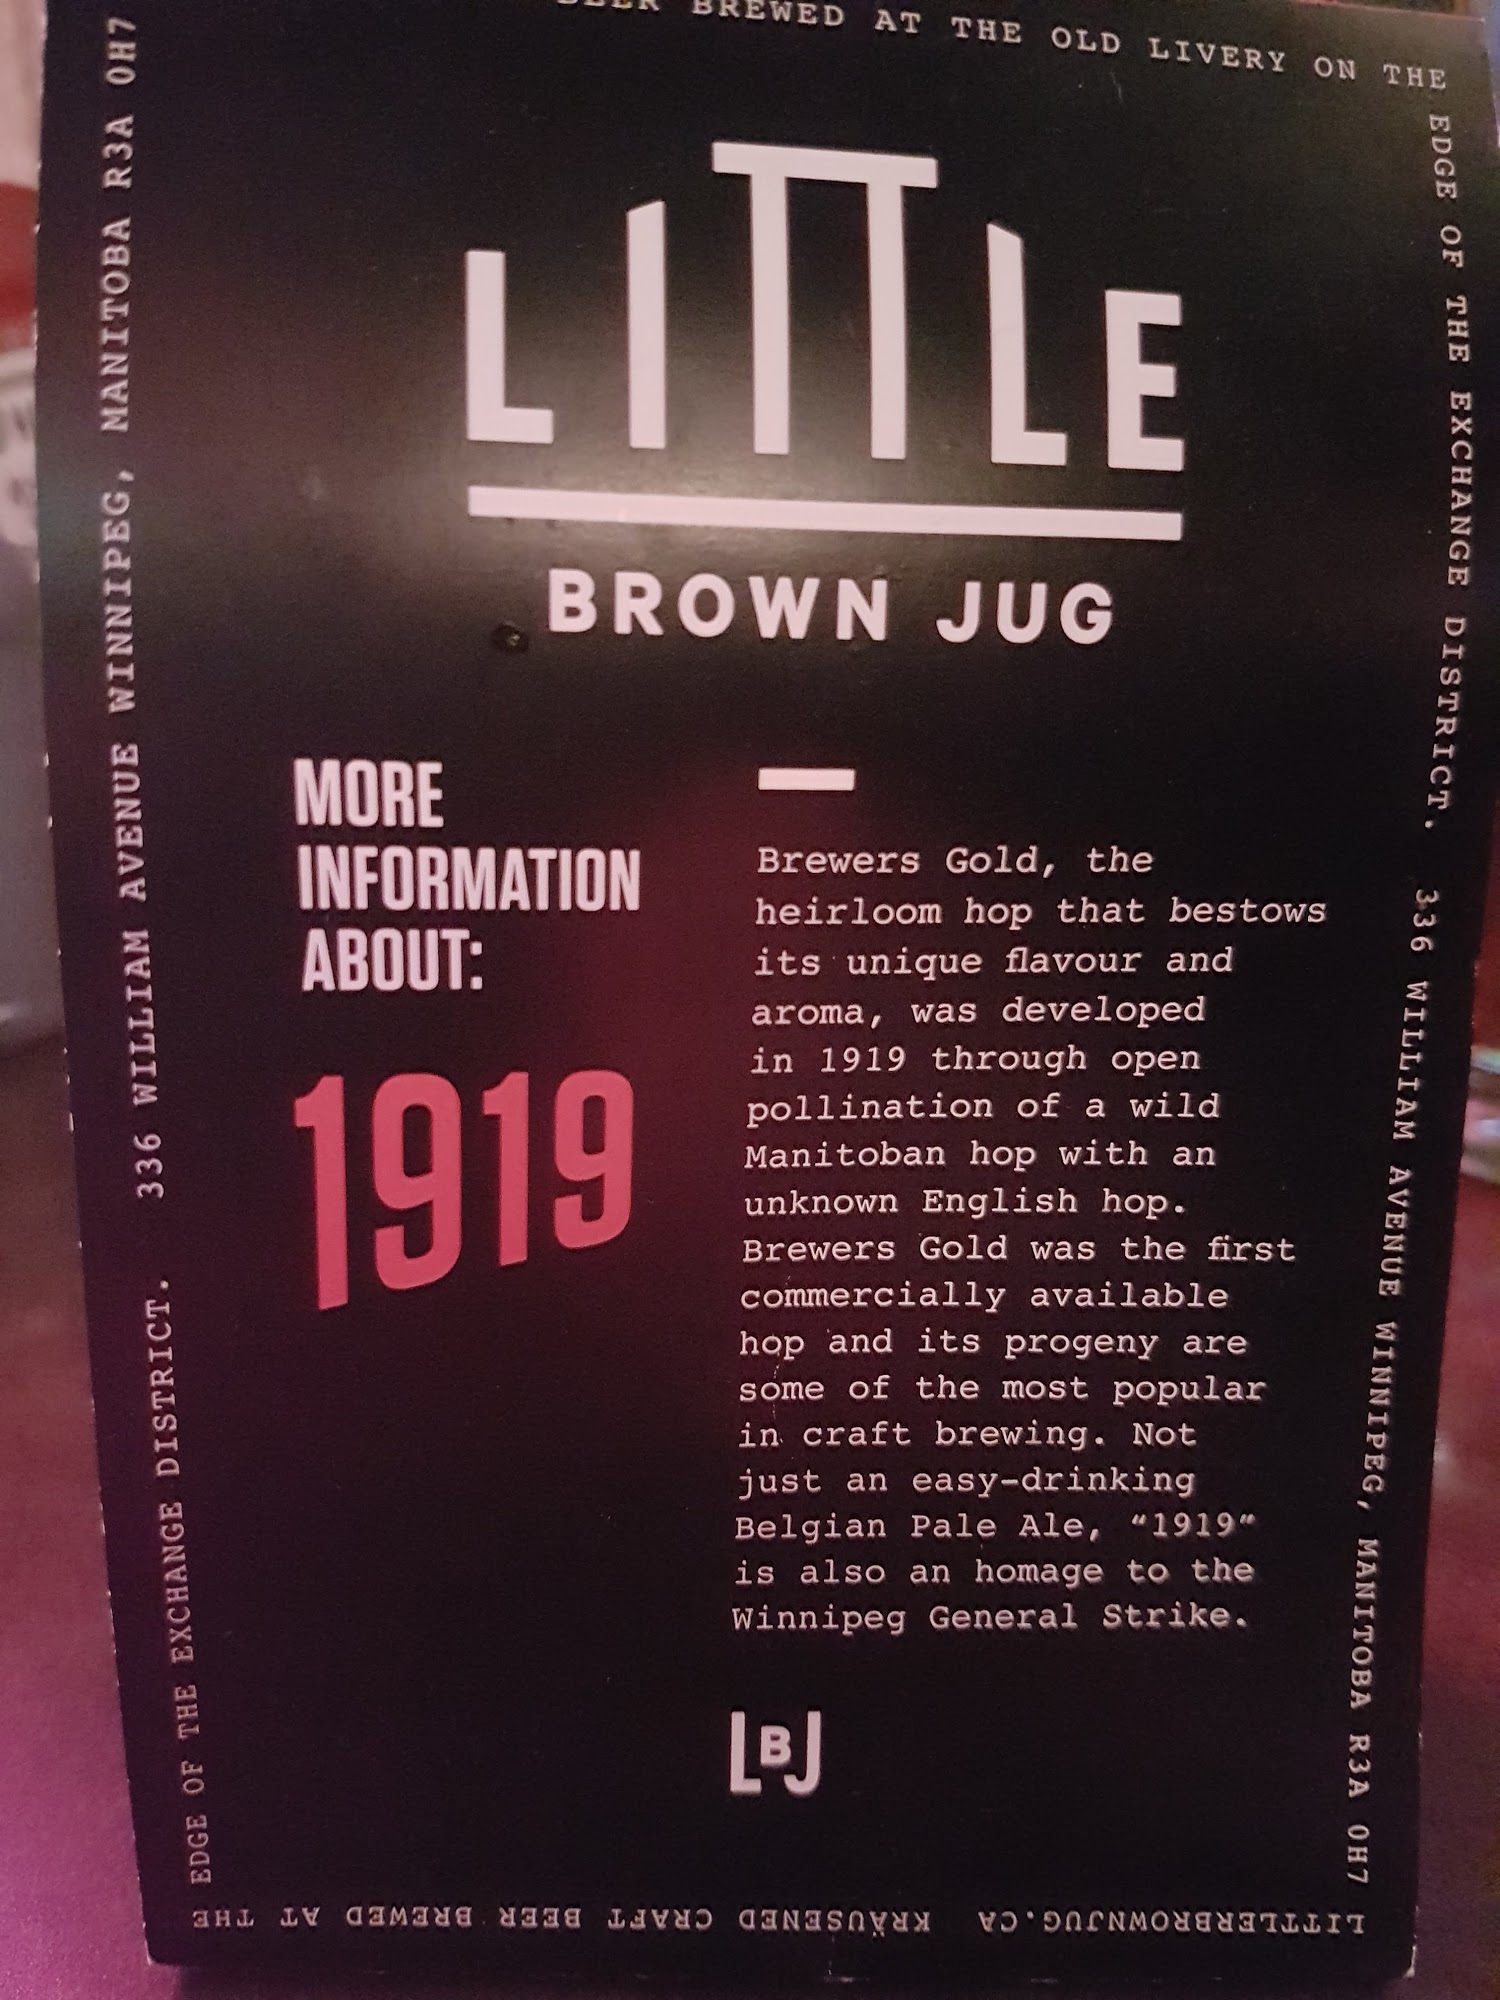 BEER BREWED AT THE OLD LIVERY ON THE
EDGE OF THE EXCHANGE DISTRICT. 336 WILLIAM AVENUE WINNIPEG, MANITOBA R3A 0H7
LITTLE
BROWN JUG
MORE
INFORMATION
ABOUT:
1919
Brewers Gold, the
heirloom hop that bestows
its unique flavour and
aroma, was developed
in 1919 through open
pollination of a wild
Manitoban hop with an
unknown English hop.
Brewers Gold was the first
commercially available
hop and its progeny are
some of the most popular
in craft brewing. Not
just an easy-drinking
Belgian Pale Ale, “1919”
is also an homage to the
Winnipeg General Strike.
LBJ
LITTLEBROWNJUG.CA KRÄUSENED CRAFT BEER BREWED AT THE
EDGE OF THE EXCHANGE DISTRICT. 336 WILLIAM AVENUE WINNIPEG, MANITOBA R3A 0H7